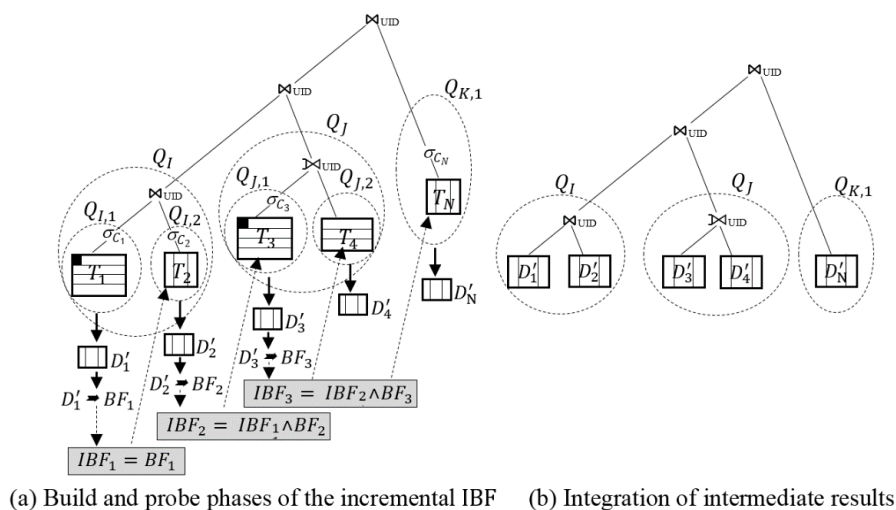 ⋈UID
⋈UID
Q_{K,1}
Q_I
Q_J
UID
⋈UID
Q_{J,1}
Q_{J,2}
σ_{C_N}
Q_{I,1}
Q_{I,2}
σ_{C_3}
T_N
σ_{C_1}
σ_{C_2}
T_3
T_4
T_1
T_2
D'_N
D'_4
D'_3
D'_2
D'_1
D'_3 ➡ BF_3
D'_2 ➡ BF_2
D'_1 ➡ BF_1
IBF_3 = IBF_2∧BF_3
IBF_2 = IBF_1∧BF_2
IBF_1 = BF_1
(a) Build and probe phases of the incremental IBF
⋈UID
⋈UID
Q_{K,1}
Q_I
Q_J
⋈UID
UID
D'_1
D'_2
D'_3
D'_4
D'_N
(b) Integration of intermediate results